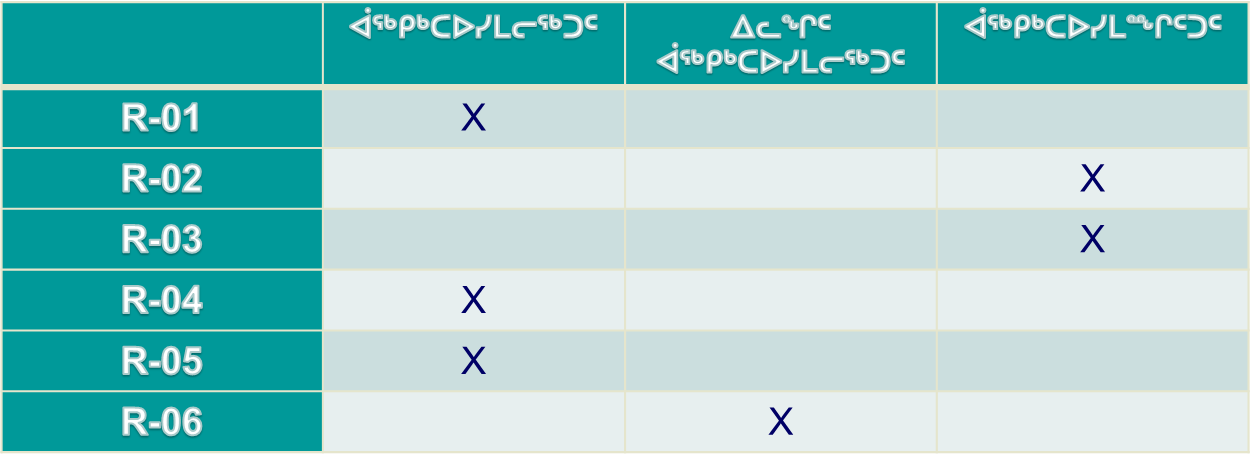 ᐋᖅᑭᒃᑕᐅᓯᒪᓕᖅᑐᑦ
ᐃᓚᖏᑦ
ᐋᖅᑭᒃᑕᐅᓯᒪᓕᖅᑐᑦ
ᐋᖅᑭᒃᑕᐅᓯᒪᙱᑦᑐᑦ
R-01 X
R-02 X
R-03 X
R-04 X
R-05 X
R-06 X